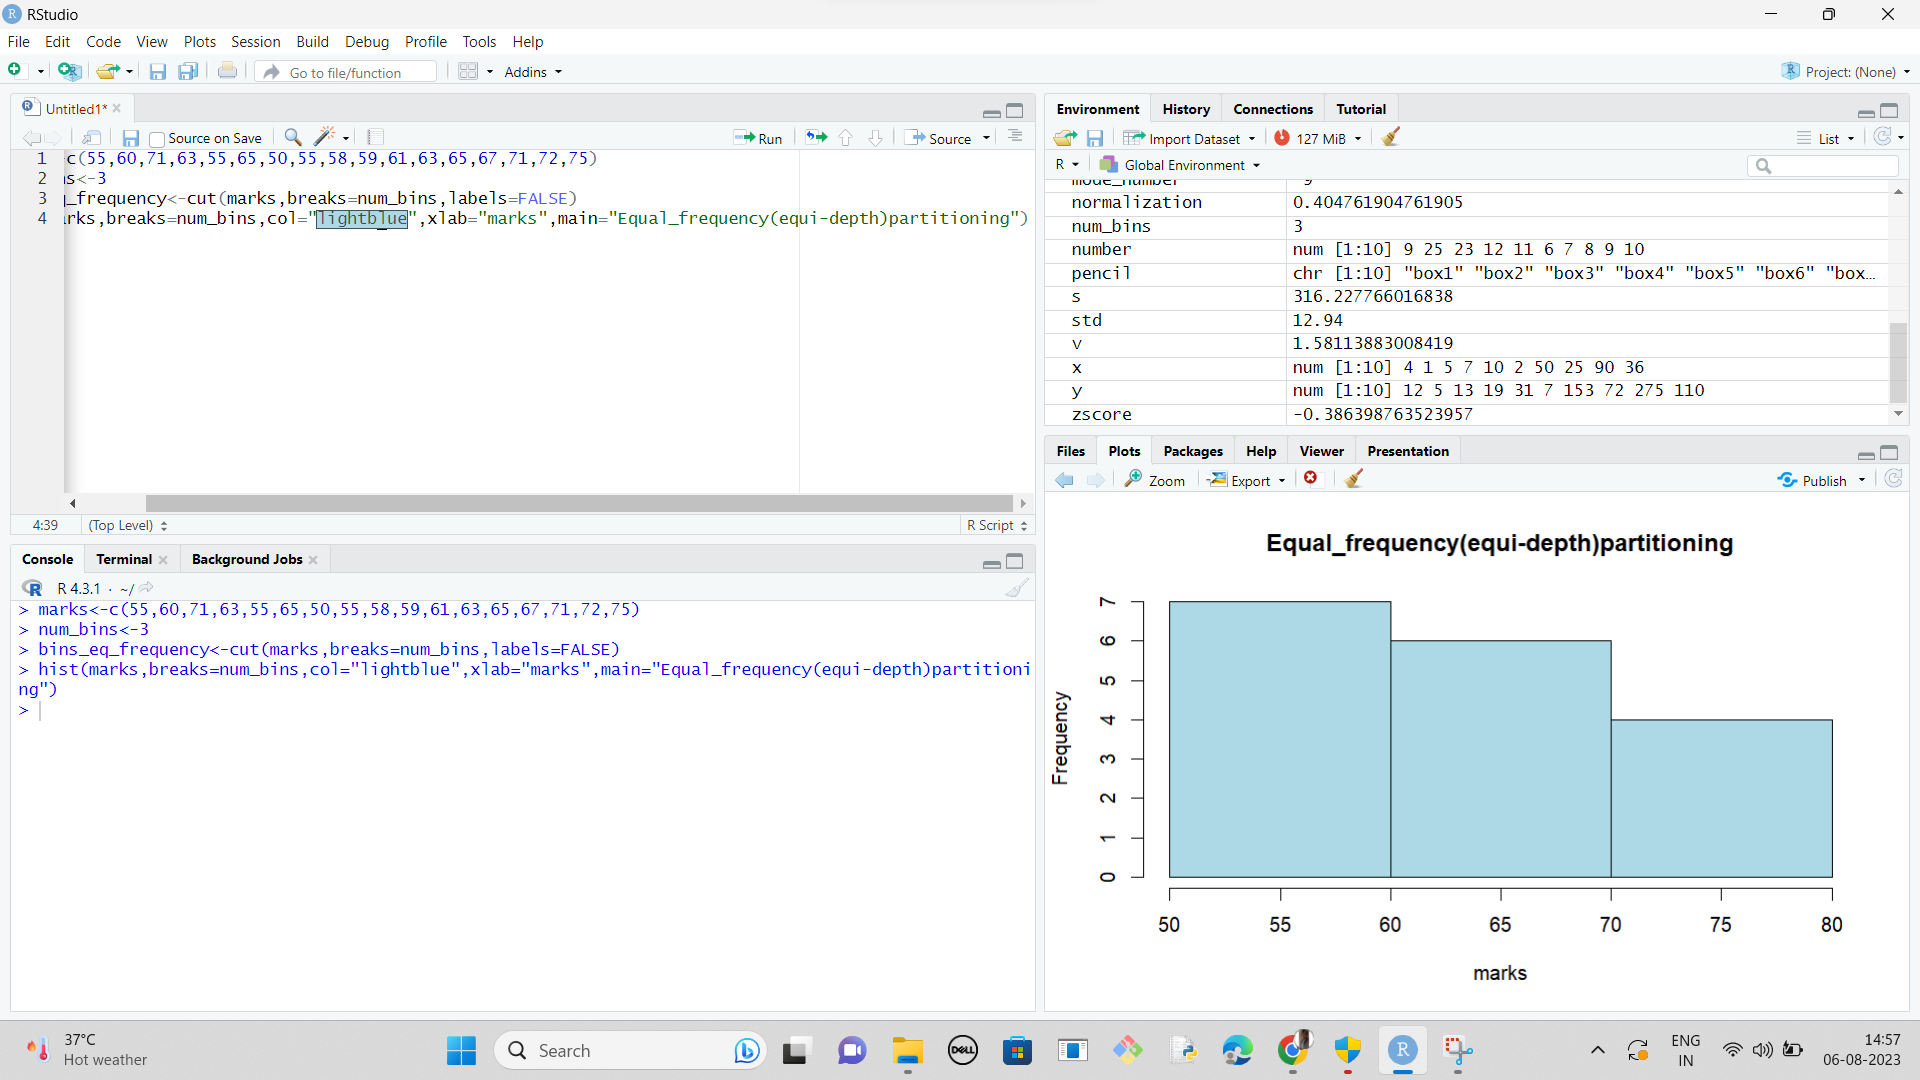 RStudio
File Edit Code View Plots Session Build Debug Profile Tools Help
Go to file/function Addins Project: (None)
Untitled1*
Source on Save Run Source
1 c(55,60,71,63,55,65,50,55,58,59,61,63,65,67,71,72,75)
2 ns<-3
3 _frequency<-cut(marks,breaks=num_bins,labels=FALSE)
4 arks,breaks=num_bins,col="lightblue",xlab="marks",main="Equal_frequency(equi-depth)partitioning")
4:39 (Top Level) R Script
Console Terminal Background Jobs
R 4.3.1 · ~/
> marks<-c(55,60,71,63,55,65,50,55,58,59,61,63,65,67,71,72,75)
> num_bins<-3
> bins_eq_frequency<-cut(marks,breaks=num_bins,labels=FALSE)
> hist(marks,breaks=num_bins,col="lightblue",xlab="marks",main="Equal_frequency(equi-depth)partitioni
ng")
>
Environment History Connections Tutorial
Import Dataset 127 MiB List
R Global Environment
mode_number 9
normalization 0.404761904761905
num_bins 3
number num [1:10] 9 25 23 12 11 6 7 8 9 10
pencil chr [1:10] "box1" "box2" "box3" "box4" "box5" "box6" "box…
s 316.227766016838
std 12.94
v 1.58113883008419
x num [1:10] 4 1 5 7 10 2 50 25 90 36
y num [1:10] 12 5 13 19 31 7 153 72 275 110
zscore -0.386398763523957
Files Plots Packages Help Viewer Presentation
Zoom Export Publish
Equal_frequency(equi-depth)partitioning
Frequency
7
6
5
4
3
2
1
0
50 55 60 65 70 75 80
marks
37°C
Hot weather
Search
DELL
ENG
IN
14:57
06-08-2023